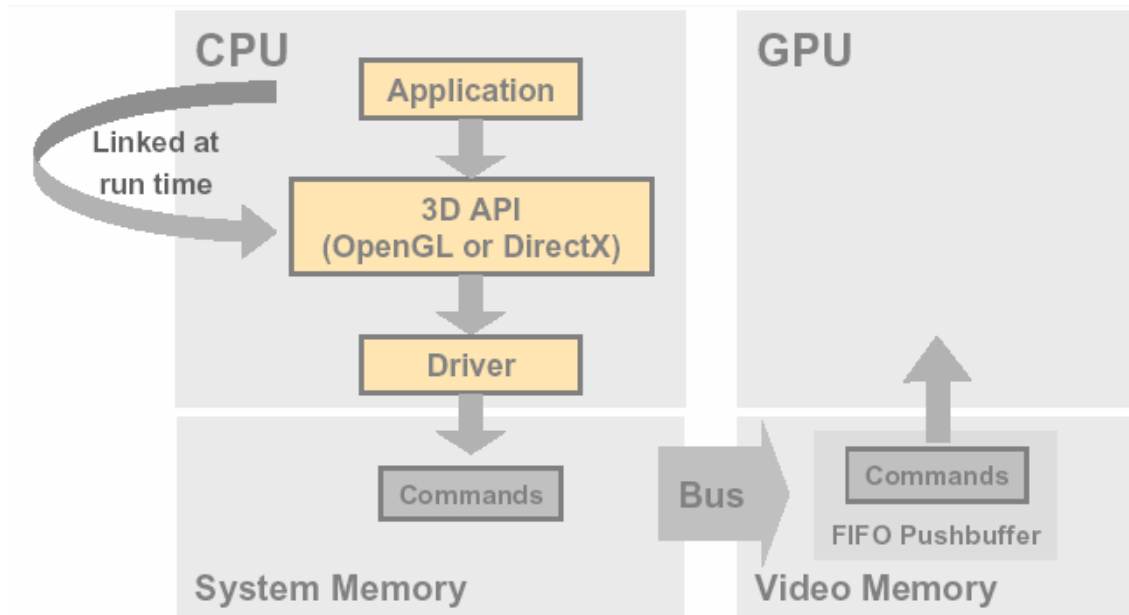 CPU
Application
Linked at
run time
3D API
(OpenGL or DirectX)
Driver
Commands
System Memory
Bus
GPU
Commands
FIFO Pushbuffer
Video Memory